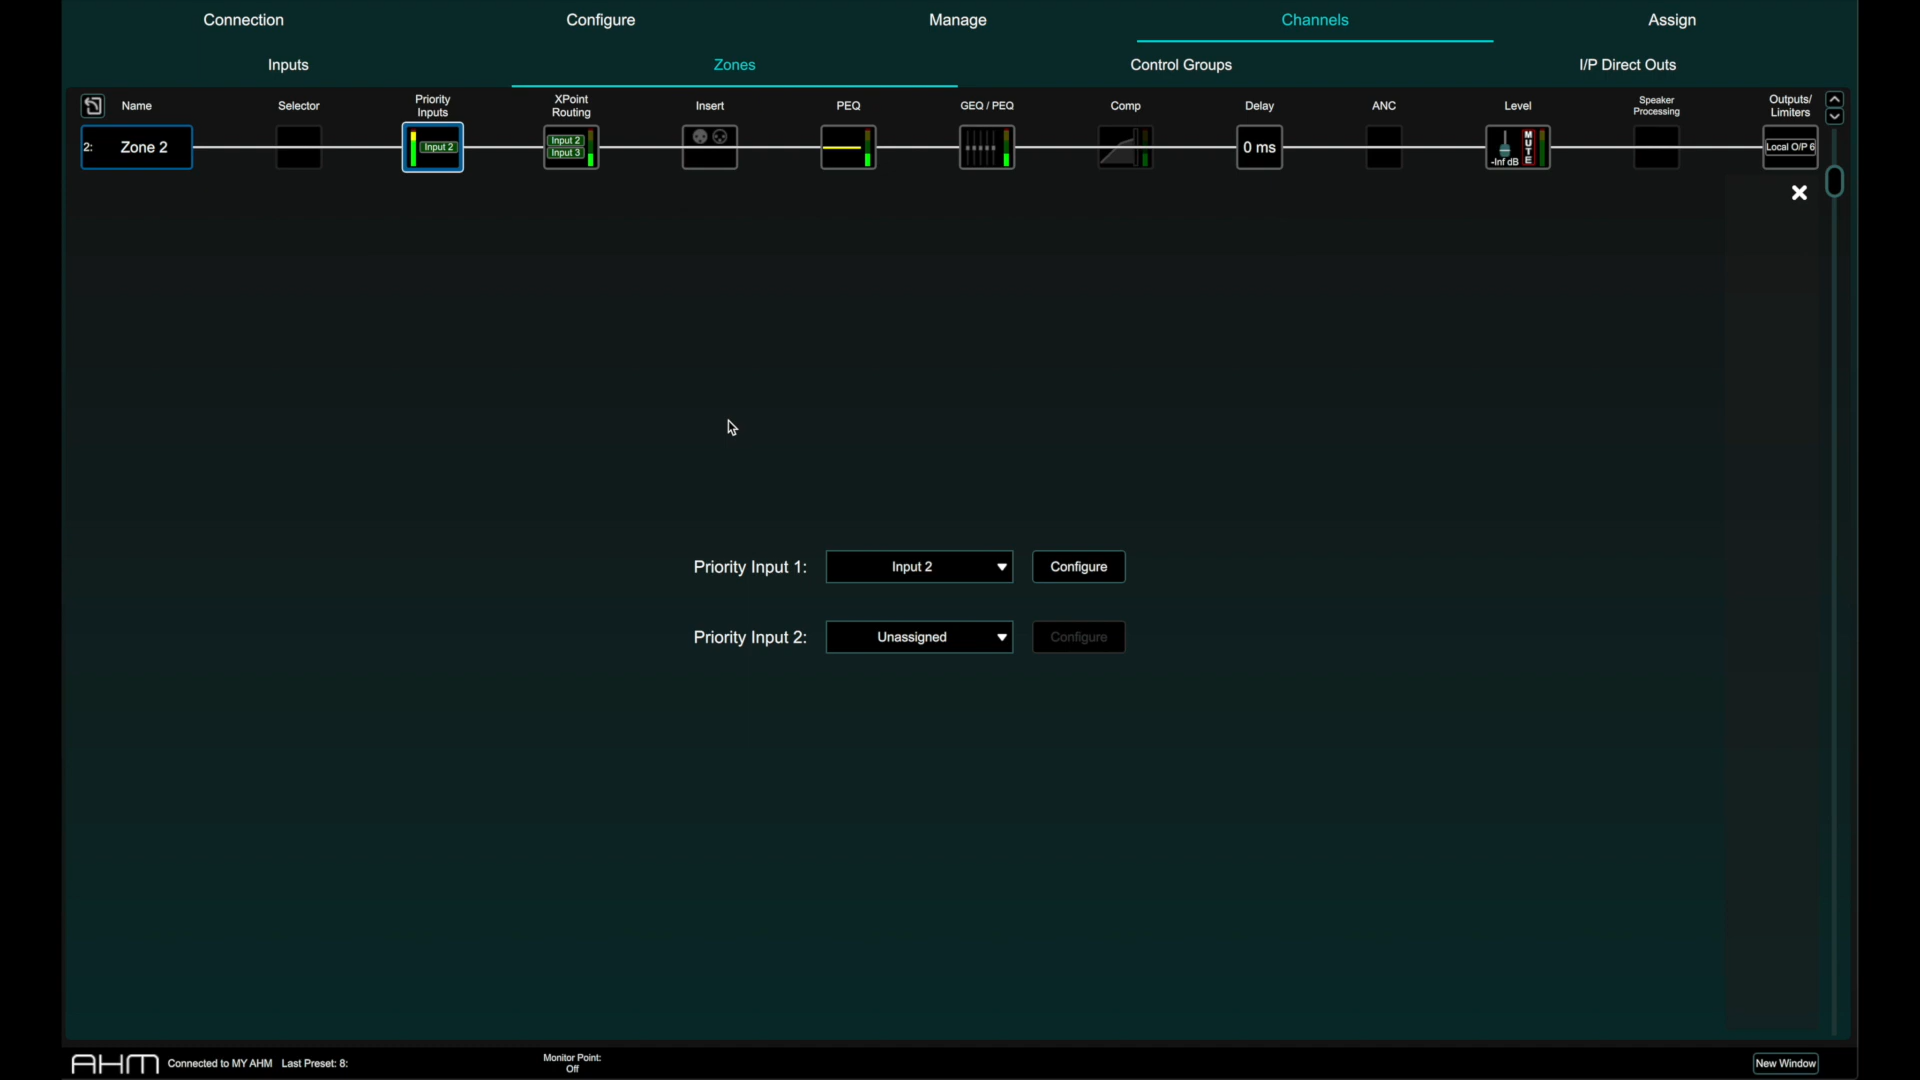 Connection Configure Manage Channels Assign
Inputs Zones Control Groups I/P Direct Outs
Name Selector Priority Inputs XPoint Routing Insert PEQ GEQ / PEQ Comp Delay ANC Level Speaker Processing Outputs/ Limiters
2: Zone 2 Input 2 Input 2 Input 3 0 ms -Inf dB MUTE Local O/P 6
Priority Input 1: Input 2 Configure
Priority Input 2: Unassigned Configure
AHM Connected to MY AHM Last Preset: 8: Monitor Point: Off New Window